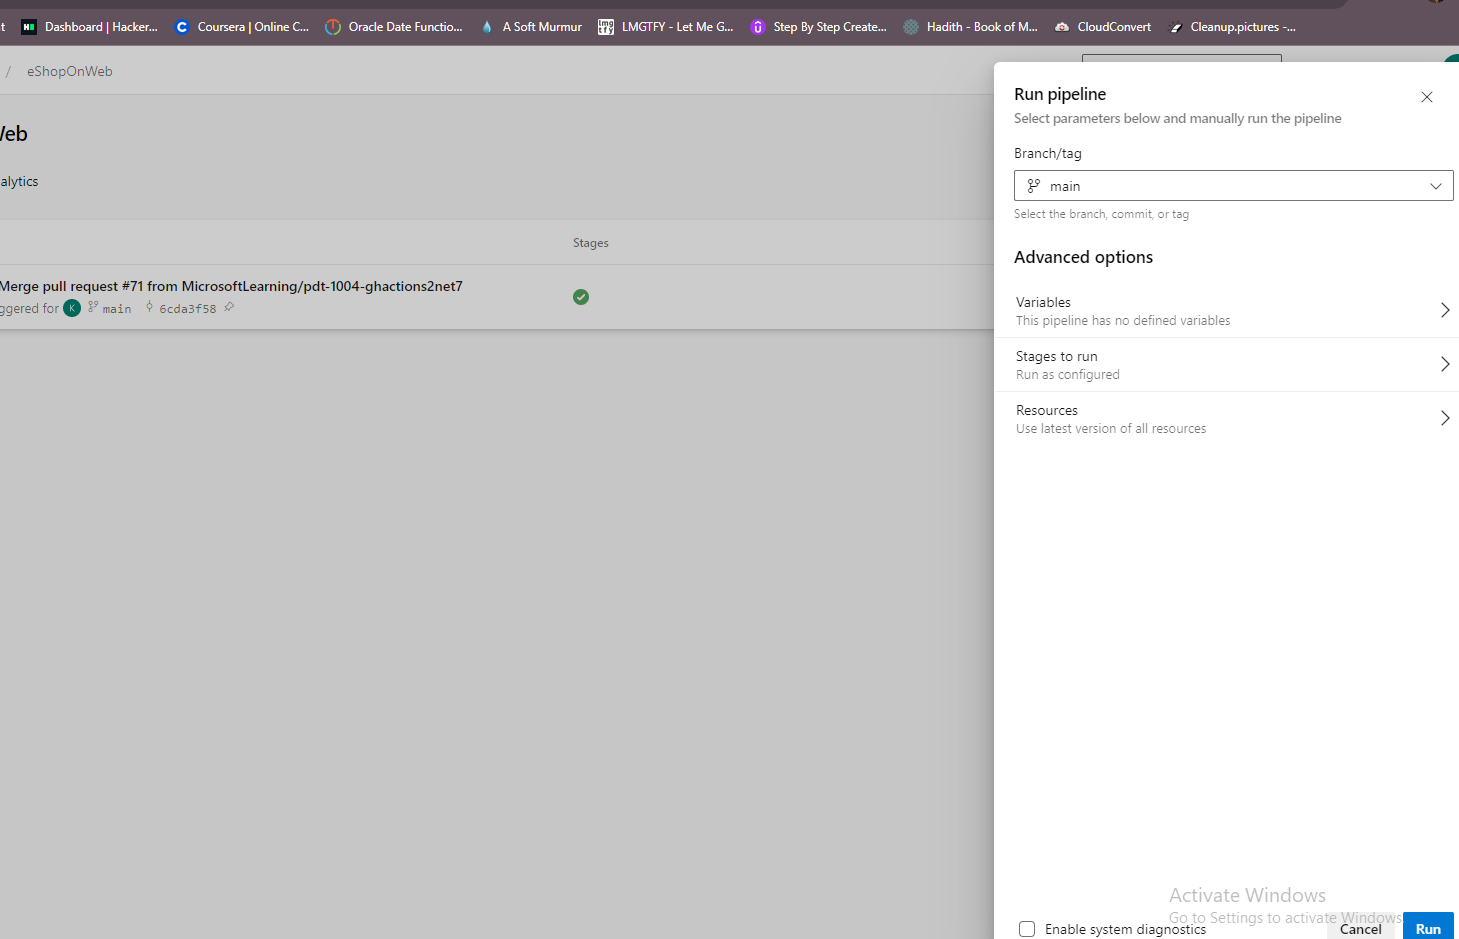 t Dashboard | Hacker... Coursera | Online C... Oracle Date Functio... A Soft Murmur LMGTFY - Let Me G... Step By Step Create... Hadith - Book of M... CloudConvert Cleanup.pictures -...
/ eShopOnWeb
Web
alytics
Stages
Merge pull request #71 from MicrosoftLearning/pdt-1004-ghactions2net7
ggered for K main 6cda3f58
Run pipeline
Select parameters below and manually run the pipeline
Branch/tag
main
Select the branch, commit, or tag
Advanced options
Variables
This pipeline has no defined variables
Stages to run
Run as configured
Resources
Use latest version of all resources
Activate Windows
Go to Settings to activate Windows
Enable system diagnostics Cancel Run